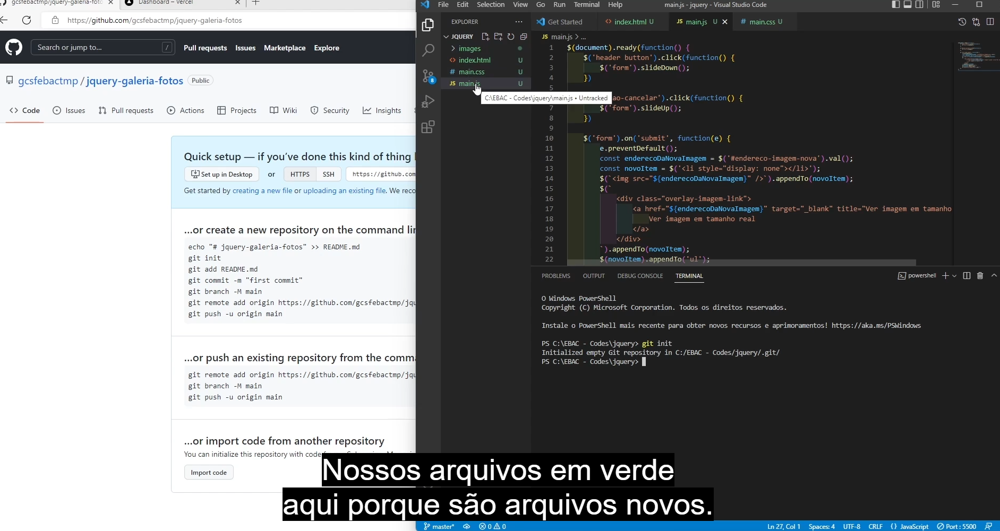 gcsfebactmp/jquery-galeria-foto
Dashboard – Vercel
https://github.com/gcsfebactmp/jquery-galeria-fotos
Search or jump to...
/
Pull requests
Issues
Marketplace
Explore
gcsfebactmp / jquery-galeria-fotos
Public
Code
Issues
Pull requests
Actions
Projects
Wiki
Security
Insights
Quick setup — if you've done this kind of thing
Set up in Desktop
or
HTTPS
SSH
https://github.com
Get started by creating a new file or uploading an existing file. We reco
...or create a new repository on the command li
echo "# jquery-galeria-fotos" >> README.md
git init
git add README.md
git commit -m "first commit"
git branch -M main
git remote add origin https://github.com/gcsfebactmp/jqu
git push -u origin main
...or push an existing repository from the comma
git remote add origin https://github.com/gcsfebactmp/jqu
git branch -M main
git push -u origin main
...or import code from another repository
You can initialize this repository with code
Import code
File Edit Selection View Go Run Terminal Help
main.js - jquery - Visual Studio Code
EXPLORER
...
JQUERY
images
index.html U
main.css U
main.js U
8
C:\EBAC - Codes\jquery\main.js • Untracked
Get Started
index.html U
JS main.js U
# main.css U
JS main.js > ...
1 $(document).ready(function() {
2 $('header button').click(function() {
3 $('form').slideDown();
4 })
5
ao-cancelar').click(function() {
7 $('form').slideUp();
8 })
9
10 $('form').on('submit', function(e) {
11 e.preventDefault();
12 const enderecoDaNovaImagem = $('#endereco-imagem-nova').val();
13 const novoItem = $('<li style="display: none"></li>');
14 $(`<img src="${enderecoDaNovaImagem}" />`).appendTo(novoItem);
15 $(`
16 <div class="overlay-imagem-link">
17 <a href="${enderecoDaNovaImagem}" target="_blank" title="Ver imagem em tamanho
18 Ver imagem em tamanho real
19 </a>
20 </div>
21 `).appendTo(novoItem);
22 $(novoItem).appendTo('ul');
PROBLEMS
OUTPUT
DEBUG CONSOLE
TERMINAL
powershell
O Windows PowerShell
Copyright (C) Microsoft Corporation. Todos os direitos reservados.
Instale o PowerShell mais recente para obter novos recursos e aprimoramentos! https://aka.ms/PSWindows
PS C:\EBAC - Codes\jquery> git init
Initialized empty Git repository in C:/EBAC - Codes/jquery/.git/
PS C:\EBAC - Codes\jquery>
Nossos arquivos em verde
aqui porque são arquivos novos.
master*
0
0
Ln 27, Col 1
Spaces: 4
UTF-8
CRLF
{} JavaScript
Port : 5500